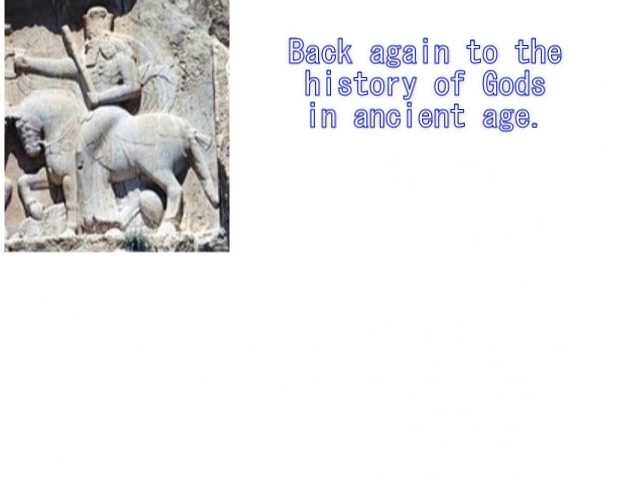 Back again to the
history of Gods
in ancient age.